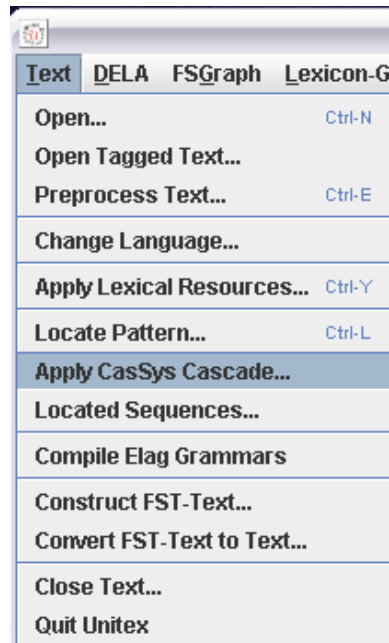 Text DELA FSGraph Lexicon-G
Open... Ctrl-N
Open Tagged Text...
Preprocess Text... Ctrl-E
Change Language...
Apply Lexical Resources... Ctrl-Y
Locate Pattern... Ctrl-L
Apply CasSys Cascade...
Located Sequences...
Compile Elag Grammars
Construct FST-Text...
Convert FST-Text to Text...
Close Text...
Quit Unitex